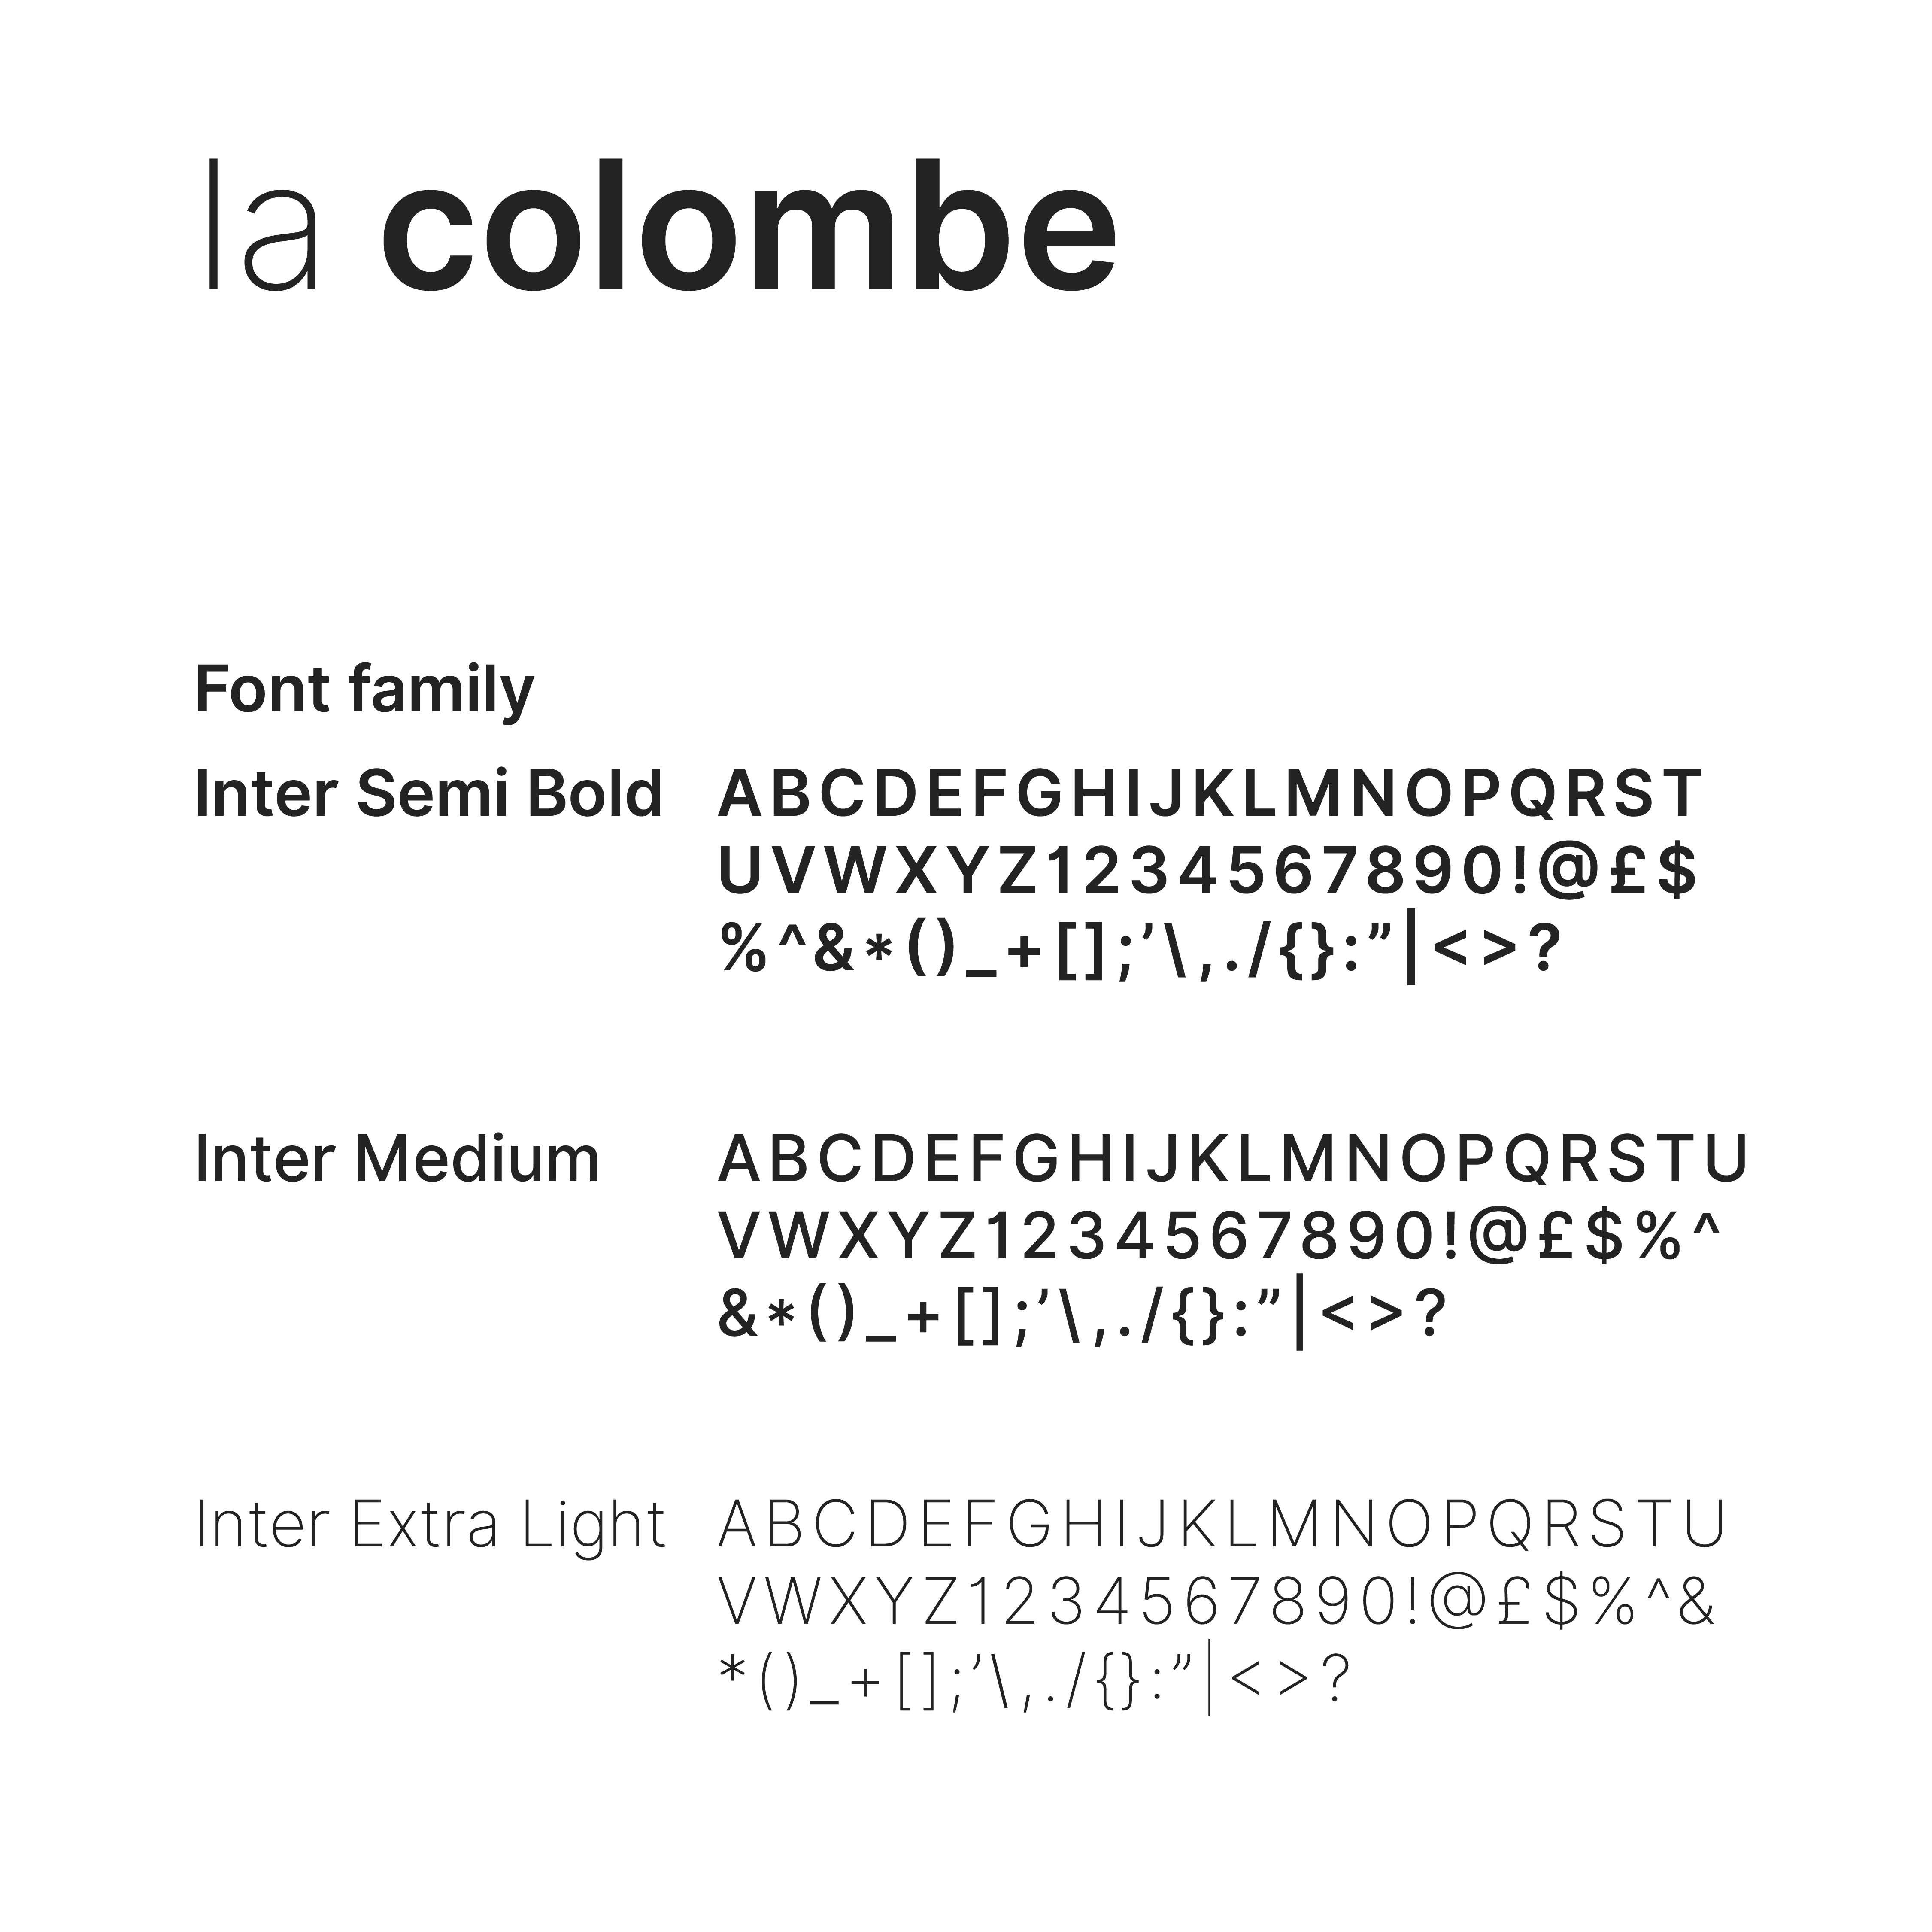 la colombe
Font family
Inter Semi Bold
ABCDEFGHIJKLMNOPQRST
UVWXYZ1234567890!@£$
%^&*()_+[];’\,./{}:”|<>?
Inter Medium
ABCDEFGHIJKLMNOPQRSTU
VWXYZ1234567890!@£$%^
&*()_+[];’\,./{}:”|<>?
Inter Extra Light
ABCDEFGHIJKLMNOPQRSTU
VWXYZ1234567890!@£$%^&
*()_+[];’\,./{}:”|<>?